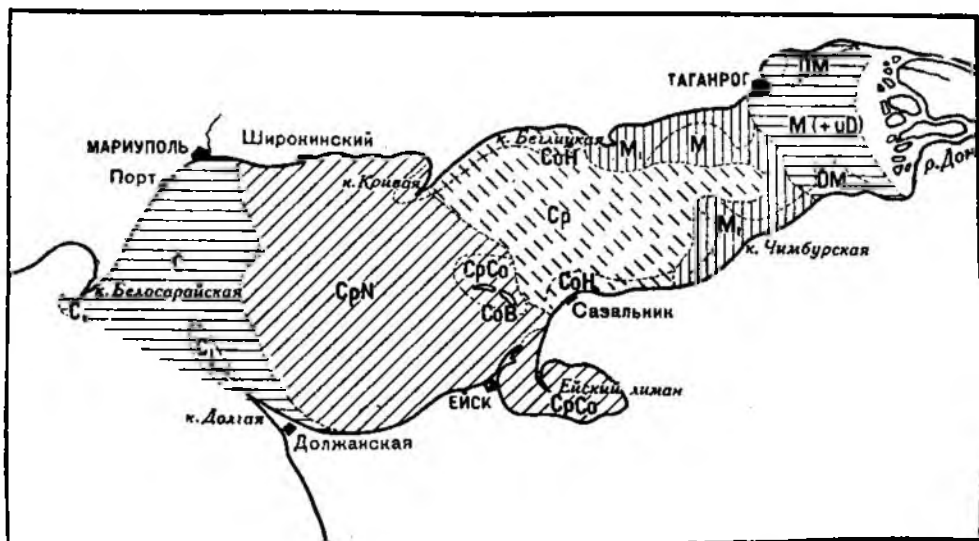 ПМ
ТАГАНРОГ
М (+uD)
р. Дон
ОМ
к. Беглицкая
СоН
М
М
МАРИУПОЛЬ
Широкинский
Порт
к. Кривая
Ср
к. Чимбурская
СрСо
СрN
СоН
СоВ
Сазальник
к. Белосарайская
ЕЙСК
Ейский лиман
СрСо
к. Долгая
Должанская